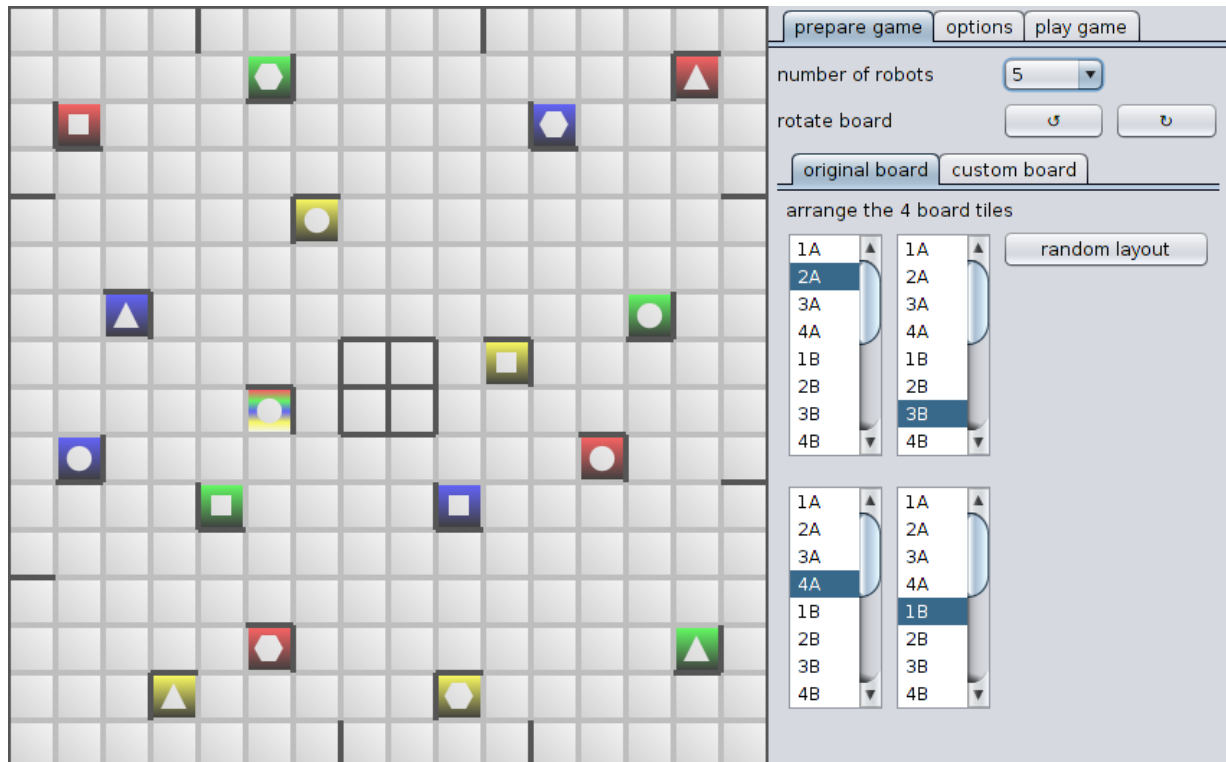 prepare game options play game
number of robots 5
rotate board
original board custom board
arrange the 4 board tiles
1A 1A random layout
2A 2A
3A 3A
4A 4A
1B 1B
2B 2B
3B 3B
4B 4B
1A 1A
2A 2A
3A 3A
4A 4A
1B 1B
2B 2B
3B 3B
4B 4B